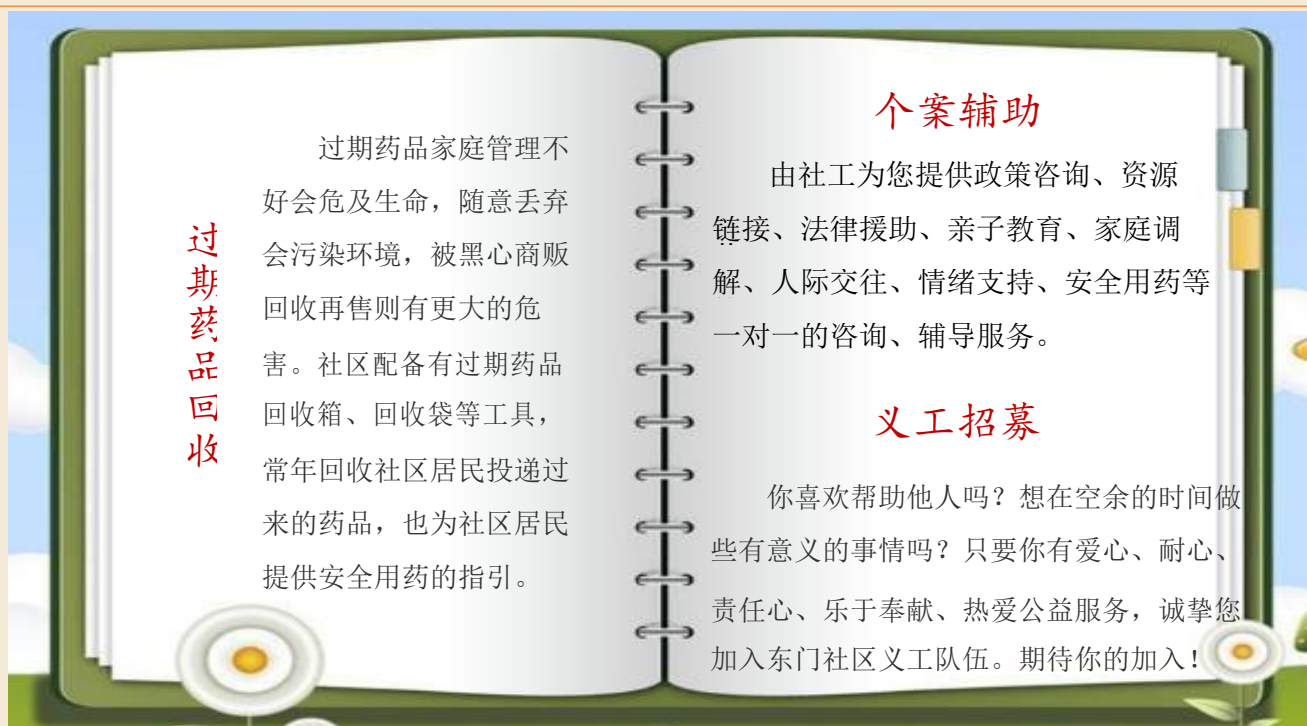 过期药品回收
过期药品家庭管理不
好会危及生命，随意丢弃
会污染环境，被黑心商贩
回收再售则有更大的危
害。社区配备有过期药品
回收箱、回收袋等工具，
常年回收社区居民投递过
来的药品，也为社区居民
提供安全用药的指引。
个案辅助
由社工为您提供政策咨询、资源
链接、法律援助、亲子教育、家庭调
解、人际交往、情绪支持、安全用药等
一对一的咨询、辅导服务。
义工招募
你喜欢帮助他人吗？想在空余的时间做
些有意义的事情吗？只要你有爱心、耐心、
责任心、乐于奉献、热爱公益服务，诚挚您
加入东门社区义工队伍。期待你的加入！